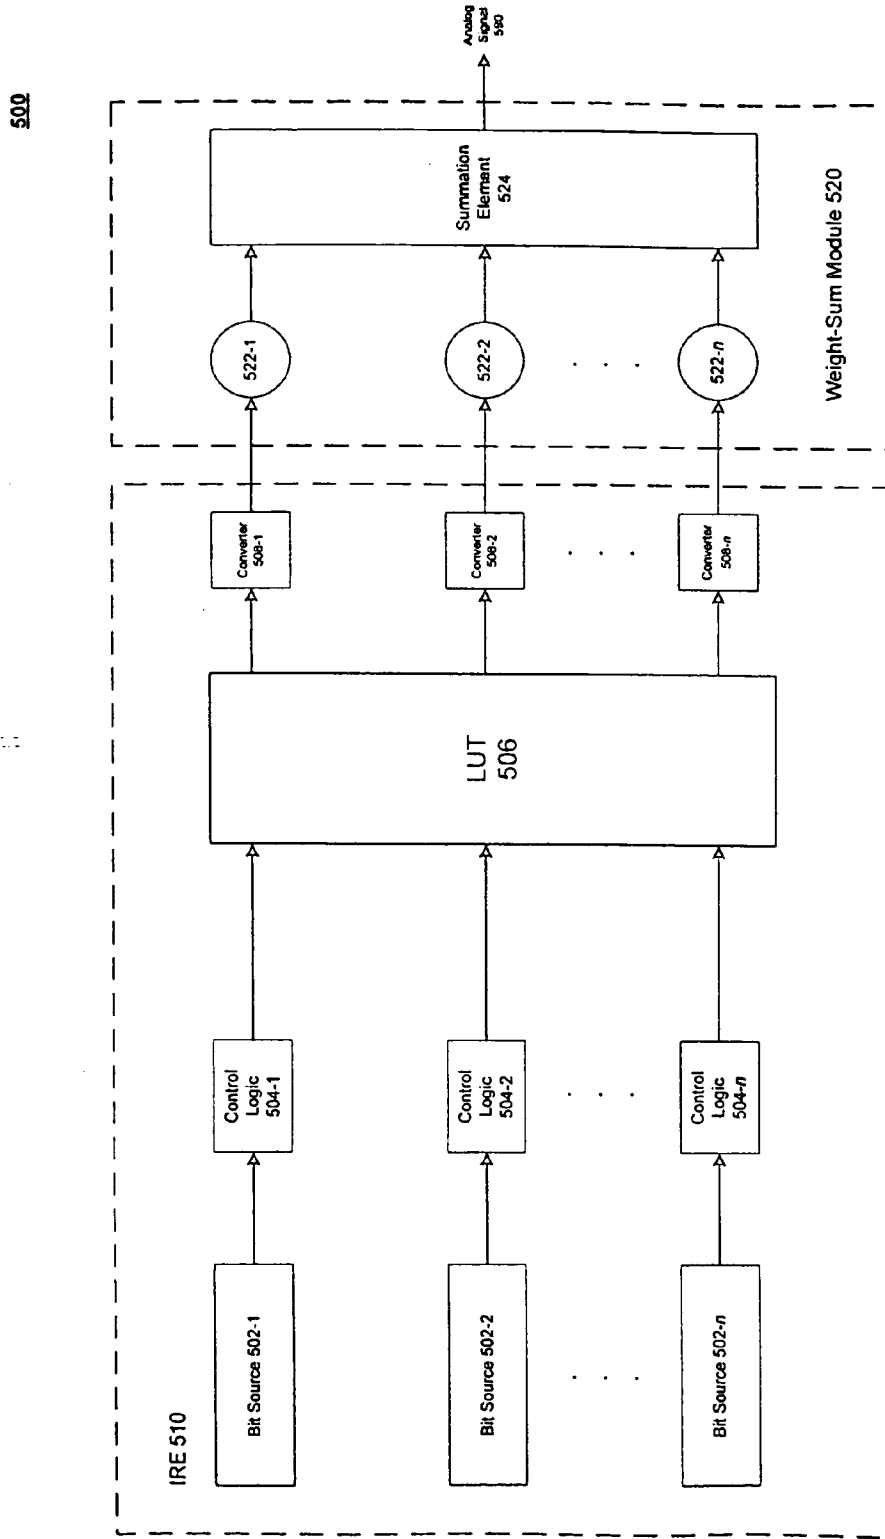 500
IRE 510
Bit Source 502-1
Control
Logic
504-1
LUT
506
Converter
508-1
522-1
Summation
Element
524
Analog
Signal
590
Bit Source 502-2
Control
Logic
504-2
Converter
508-2
522-2
. . .
. . .
. . .
. . .
Bit Source 502-n
Control
Logic
504-n
Converter
508-n
522-n
Weight-Sum Module 520